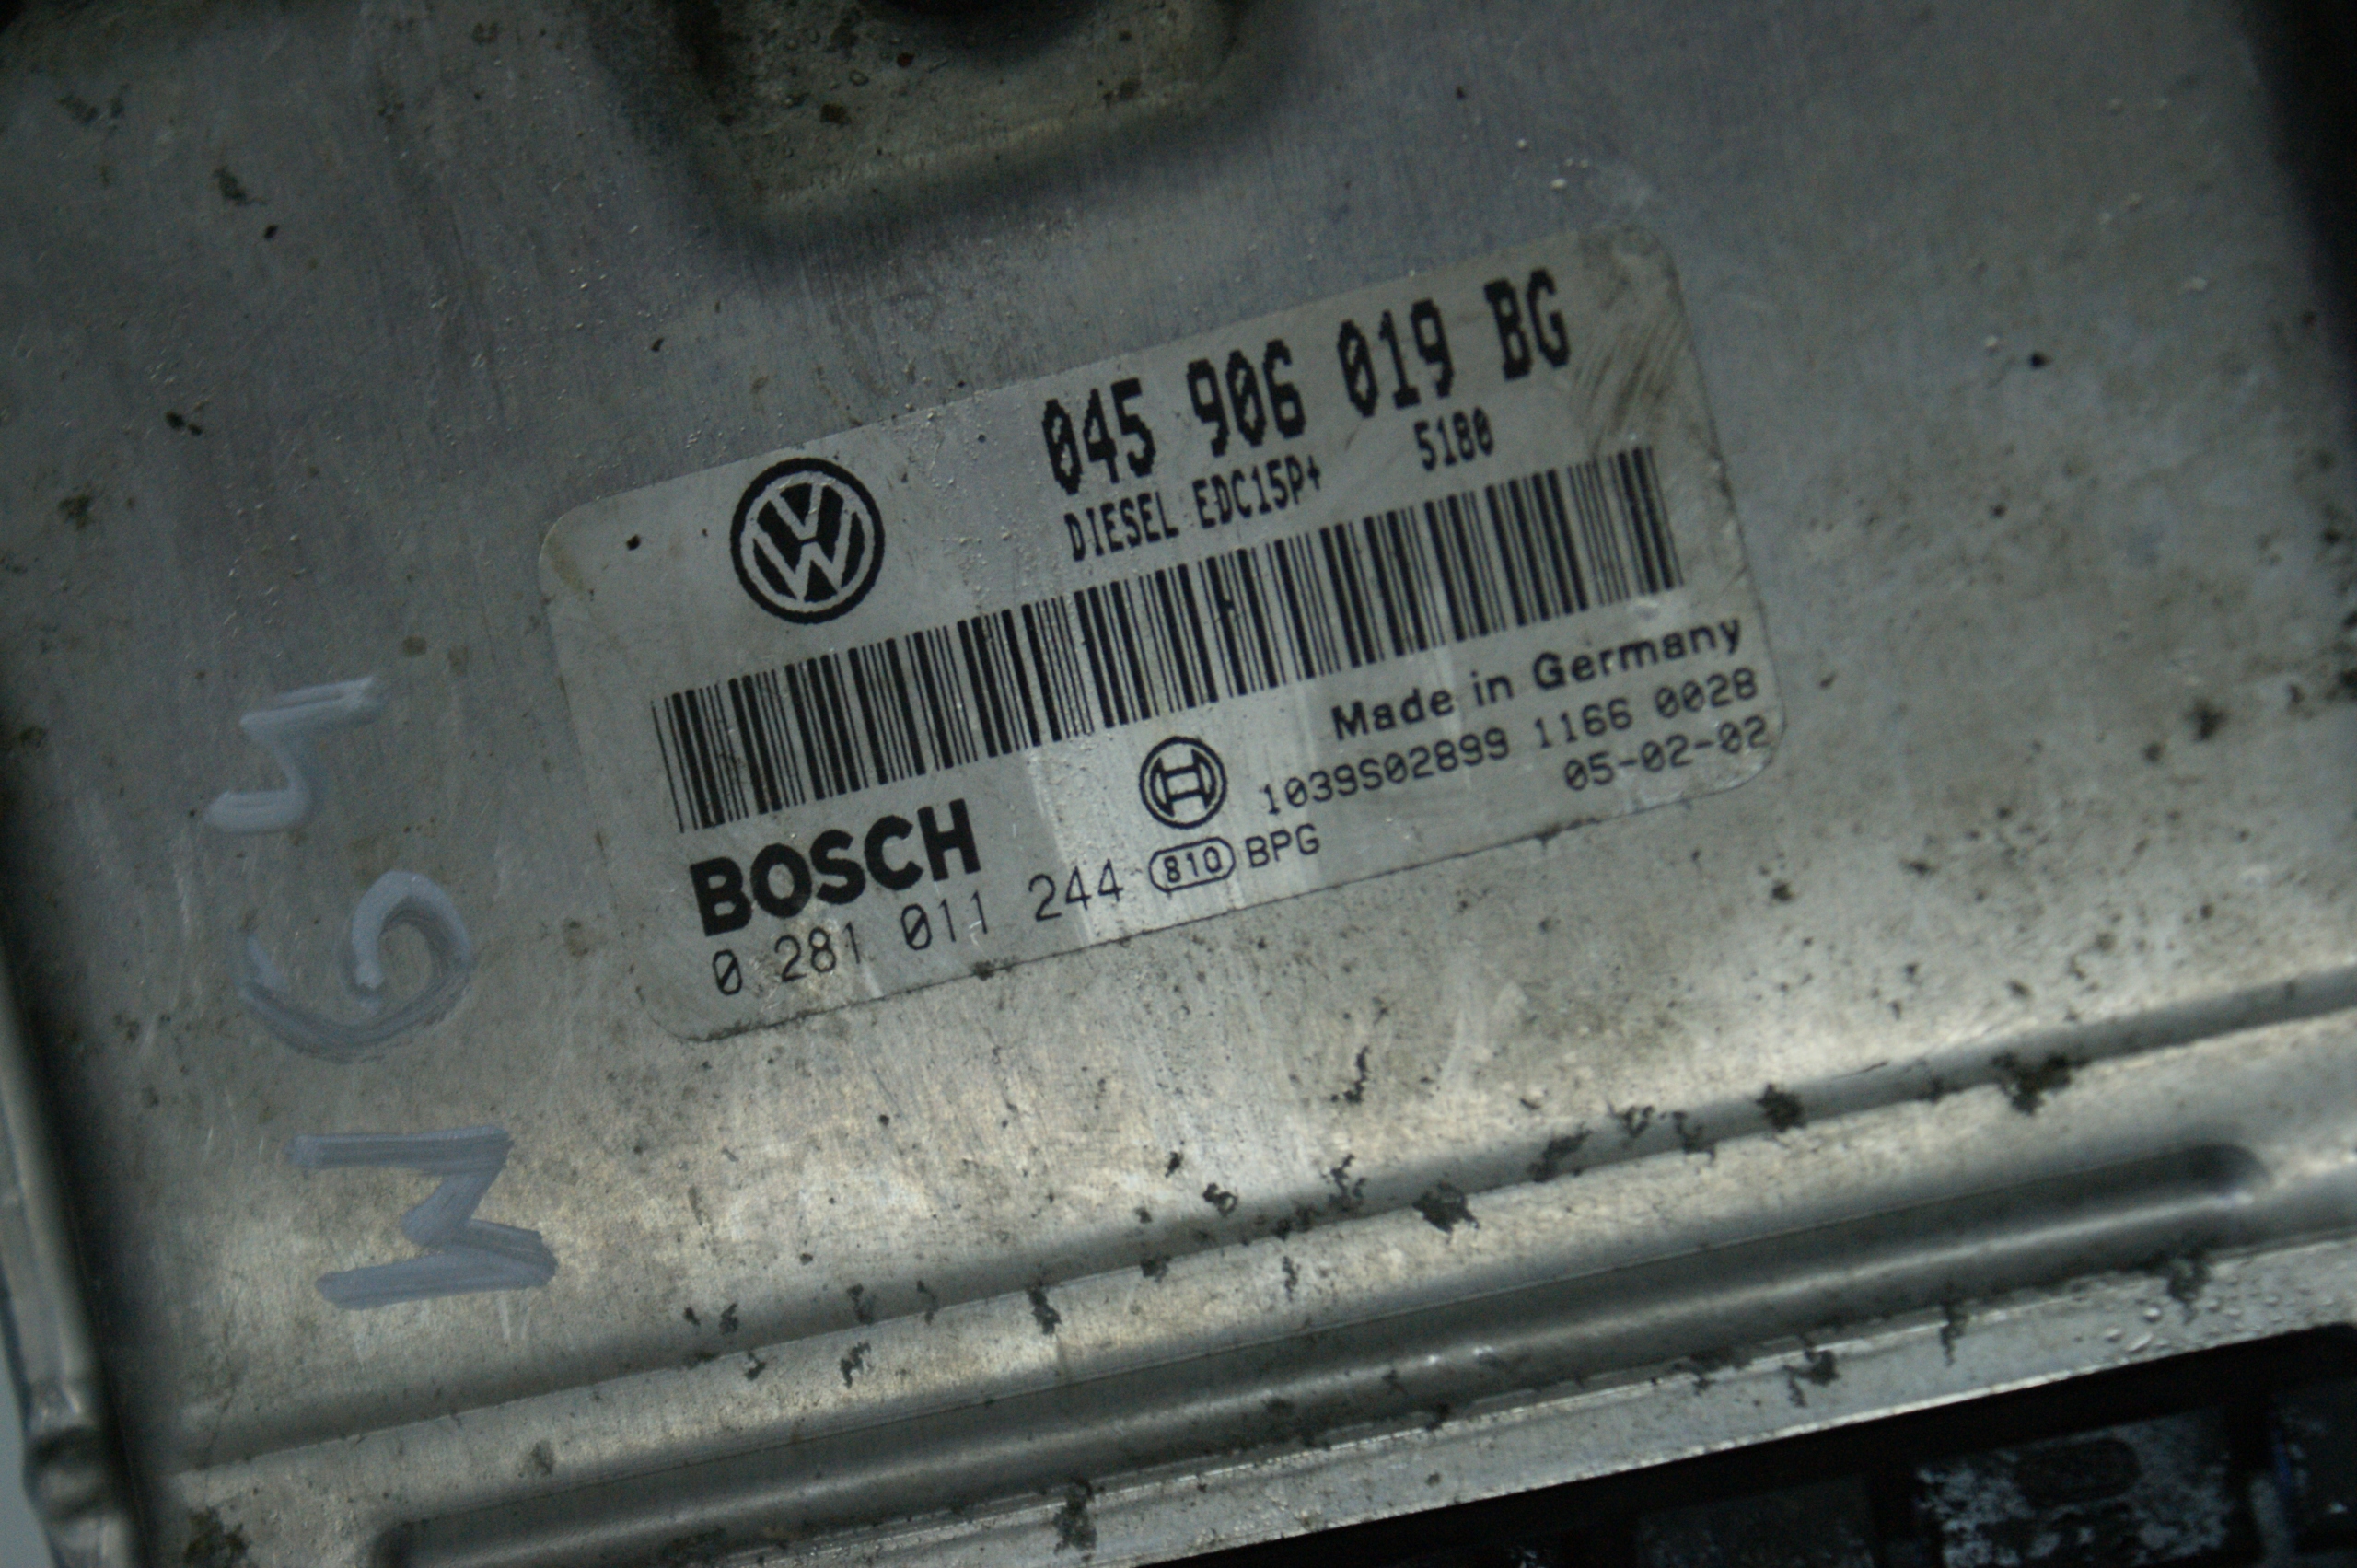 045 906 019 BG
DIESEL EDC15P+ 5180
Made in Germany
1039S02899 1166 0028
05-02-02
BOSCH
0 281 011 244 810 BPG